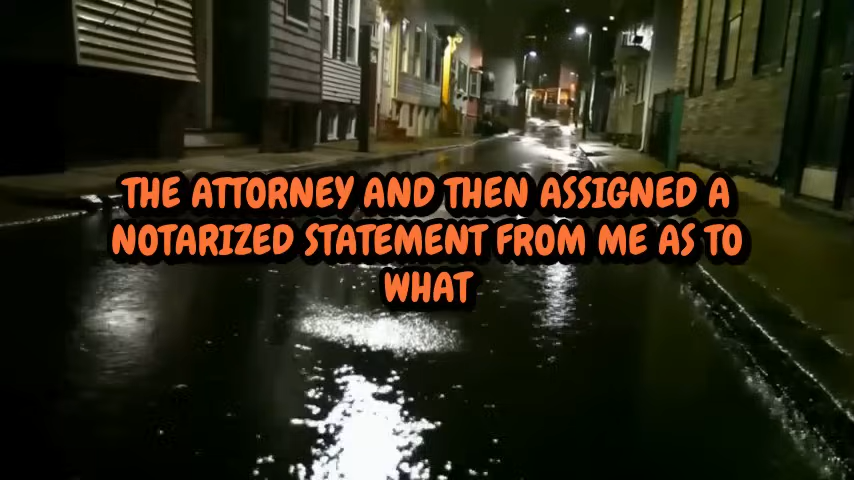 THE ATTORNEY AND THEN ASSIGNED A
NOTARIZED STATEMENT FROM ME AS TO
WHAT